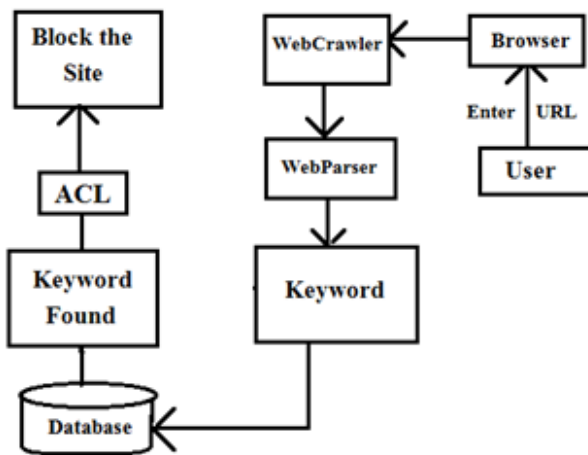 Block the
Site
WebCrawler
Browser
Enter URL
WebParser
User
ACL
Keyword
Found
Keyword
Database